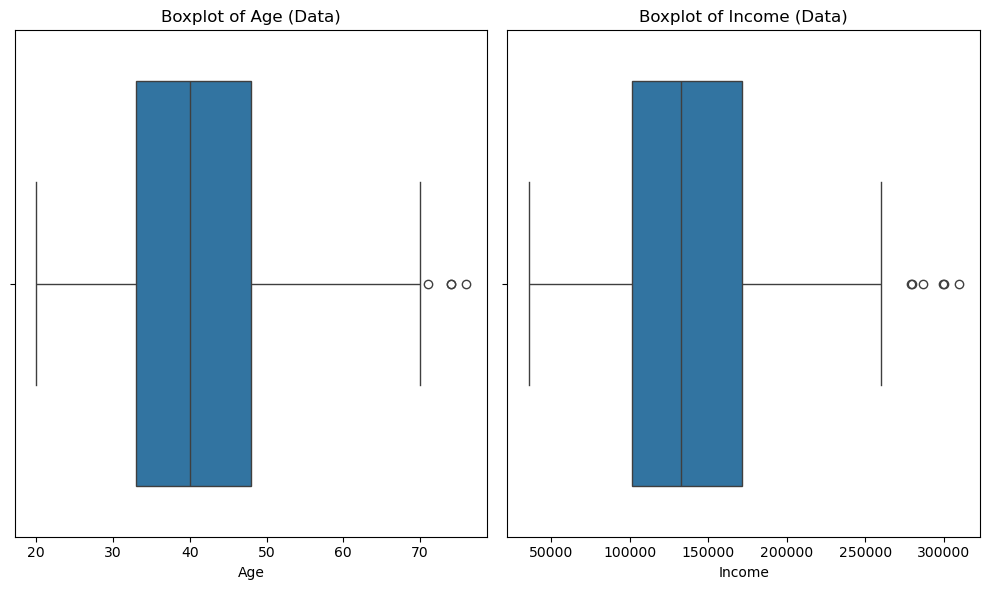 Boxplot of Age (Data)
20 30 40 50 60 70
Age
Boxplot of Income (Data)
50000 100000 150000 200000 250000 300000
Income